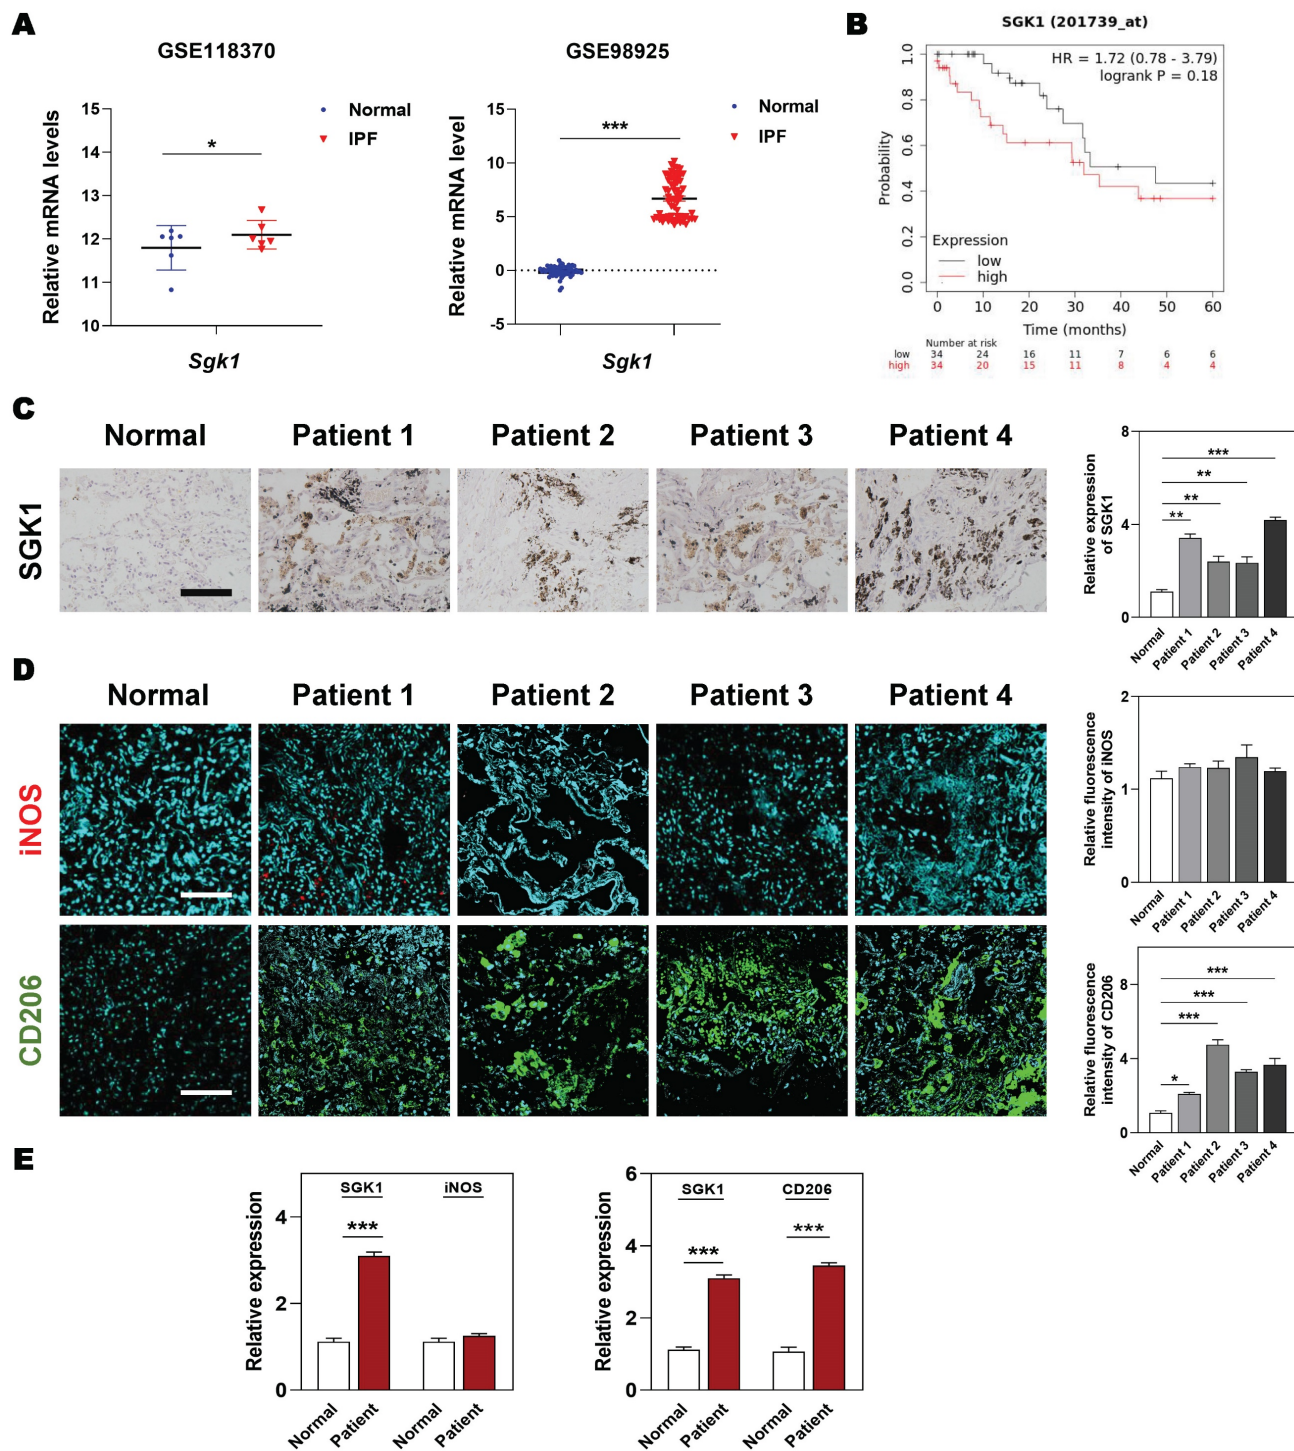 A
GSE118370
Relative mRNA levels
15
14
13
12
11
10
*
Normal
IPF
Sgk1
GSE98925
Relative mRNA level
15
10
5
0
-5
***
Normal
IPF
Sgk1
B
SGK1 (201739_at)
HR = 1.72 (0.78 - 3.79)
logrank P = 0.18
Probability
1.0
0.8
0.6
0.4
0.2
0.0
Expression
low
high
0 10 20 30 40 50 60
Time (months)
Number at risk
low 34 24 16 11 7 6 6
high 34 20 15 11 8 4 4
C
Normal Patient 1 Patient 2 Patient 3 Patient 4
SGK1
Relative expression
of SGK1
8
4
0
***
**
**
**
Normal
Patient 1
Patient 2
Patient 3
Patient 4
D
Normal Patient 1 Patient 2 Patient 3 Patient 4
iNOS
Relative fluorescence
intensity of iNOS
2
1
0
Normal
Patient 1
Patient 2
Patient 3
Patient 4
CD206
Relative fluorescence
intensity of CD206
8
4
0
***
***
***
*
Normal
Patient 1
Patient 2
Patient 3
Patient 4
E
Relative expression
4
2
0
SGK1 iNOS
***
Normal
Patient
Normal
Patient
Relative expression
6
4
2
0
SGK1 CD206
***
***
Normal
Patient
Normal
Patient